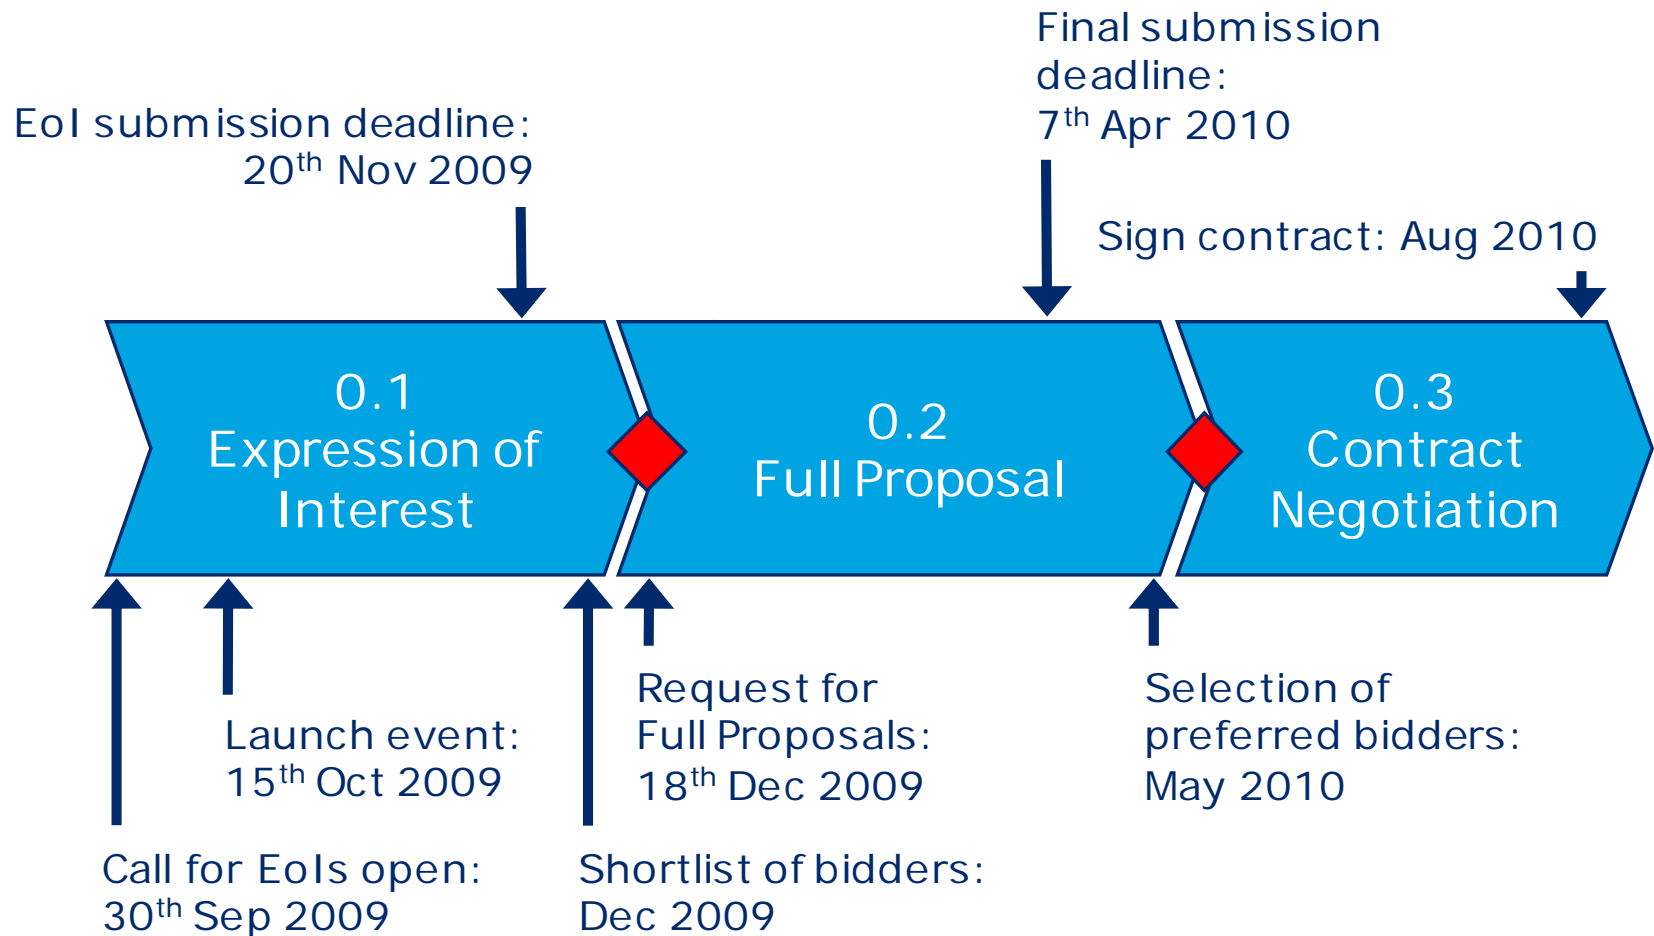 Final submission
deadline:
7th Apr 2010
EoI submission deadline:
20th Nov 2009
Sign contract: Aug 2010
0.1
Expression of
Interest
0.2
Full Proposal
0.3
Contract
Negotiation
Launch event:
15th Oct 2009
Request for
Full Proposals:
18th Dec 2009
Selection of
preferred bidders:
May 2010
Call for EoIs open:
30th Sep 2009
Shortlist of bidders:
Dec 2009